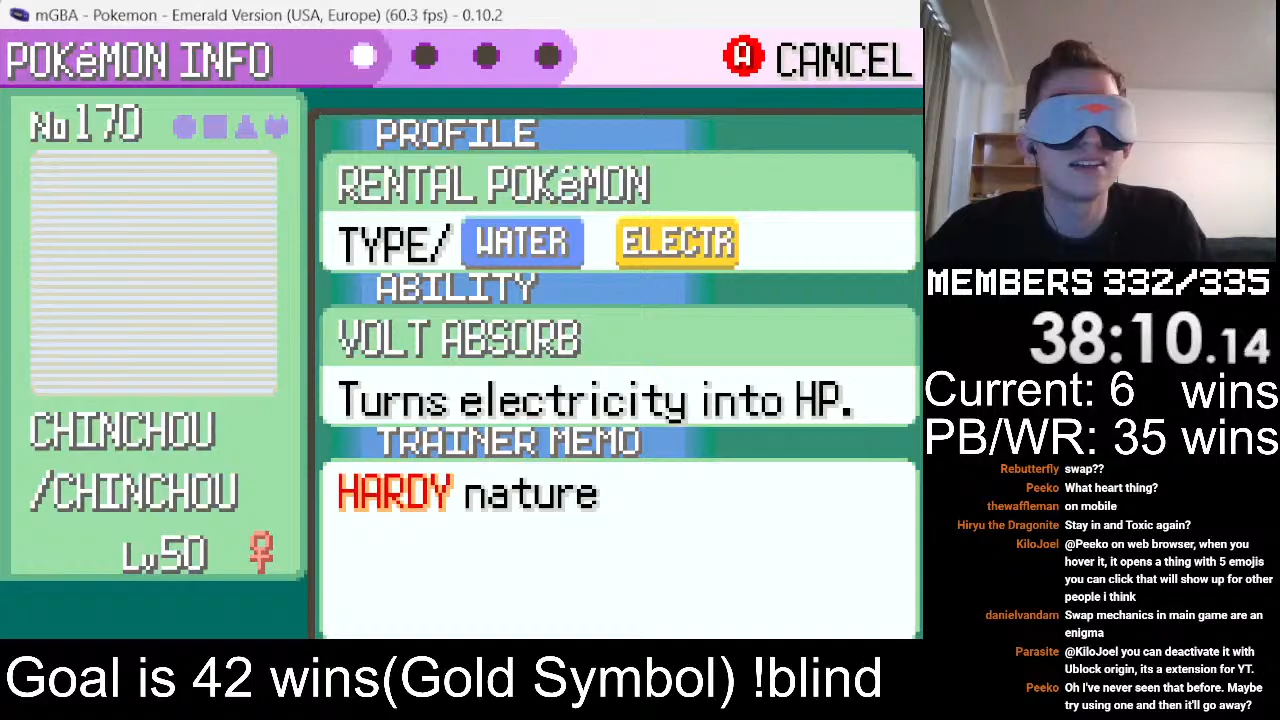 mGBA - Pokemon - Emerald Version (USA, Europe) (60.3 fps) - 0.10.2
POKéMON INFO
A CANCEL
No 170
PROFILE
RENTAL POKéMON
TYPE/ WATER ELECTR
ABILITY
VOLT ABSORB
Turns electricity into HP.
TRAINER MEMO
HARDY nature
CHINCHOU
/CHINCHOU
Lv50 ♀
MEMBERS 332/335
38:10.14
Current: 6 wins
PB/WR: 35 wins
Rebutterfly swap??
Peeko What heart thing?
thewaffleman on mobile
Hiryu the Dragonite Stay in and Toxic again?
KiloJoel @Peeko on web browser, when you
hover it, it opens a thing with 5 emojis
you can click that will show up for other
people i think
danielvandam Swap mechanics in main game are an
enigma
Parasite @KiloJoel you can deactivate it with
Ublock origin, its a extension for YT.
Peeko Oh I've never seen that before. Maybe
try using one and then it'll go away?
Goal is 42 wins(Gold Symbol) !blind